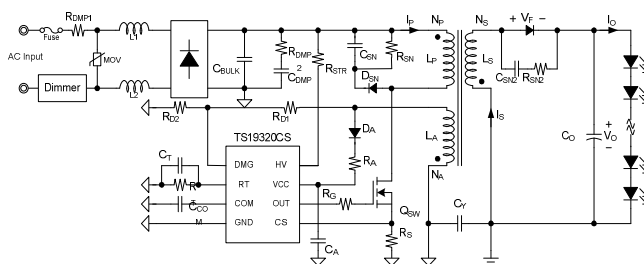 RDMP1
Fuse
L1
AC Input
MOV
Dimmer
L2
CBULK
RDMP
2
CDMP
RSTR
CSN
RSN
DSN
IP
NP
LP
NS
LS
+ VF −
CSN2
RSN2
IO
IS
CO
+
VO
−
RD2
RD1
TS19320CS
DA
RA
LA
NA
CT
R
T
CCO
M
DMG
RT
COM
GND
HV
VCC
OUT
CS
RG
QSW
RS
CA
CY